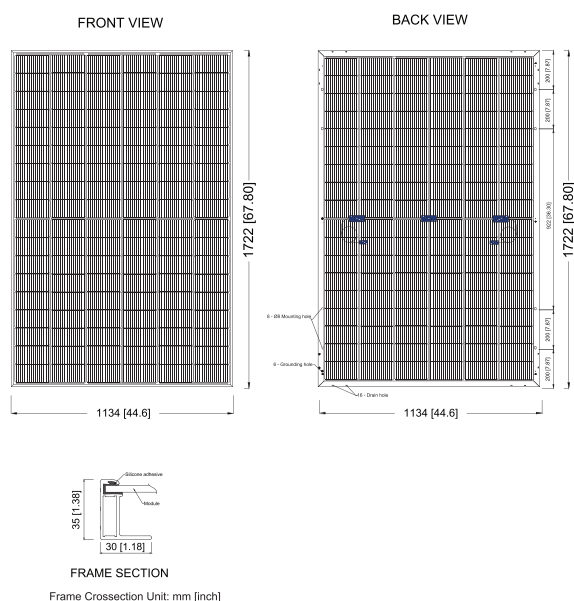 FRONT VIEW
BACK VIEW
1722 [67.80]
1134 [44.6]
200 [7.87]
200 [7.87]
922 [36.30]
200 [7.87]
200 [7.87]
1722 [67.80]
8 - Ø9 Mounting hole
6 - Grounding hole
16 - Drain hole
1134 [44.6]
Silicone adhesive
Module
35 [1.38]
30 [1.18]
FRAME SECTION
Frame Crossection Unit: mm [inch]